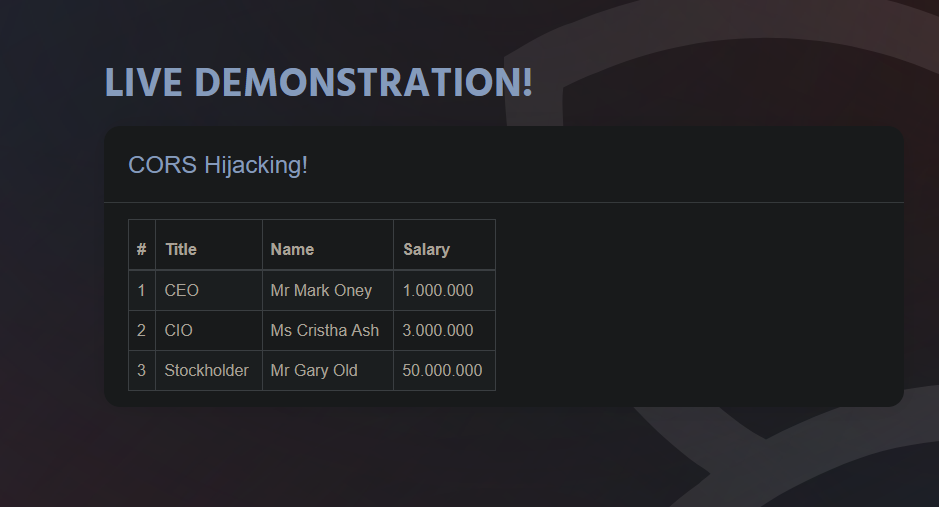 LIVE DEMONSTRATION!
CORS Hijacking!
# Title Name Salary
1 CEO Mr Mark Oney 1.000.000
2 CIO Ms Cristha Ash 3.000.000
3 Stockholder Mr Gary Old 50.000.000